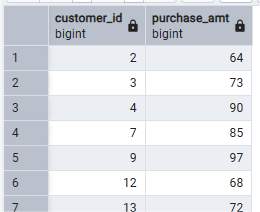 customer_id purchase_amt
bigint bigint
1 2 64
2 3 73
3 4 90
4 7 85
5 9 97
6 12 68
7 13 72